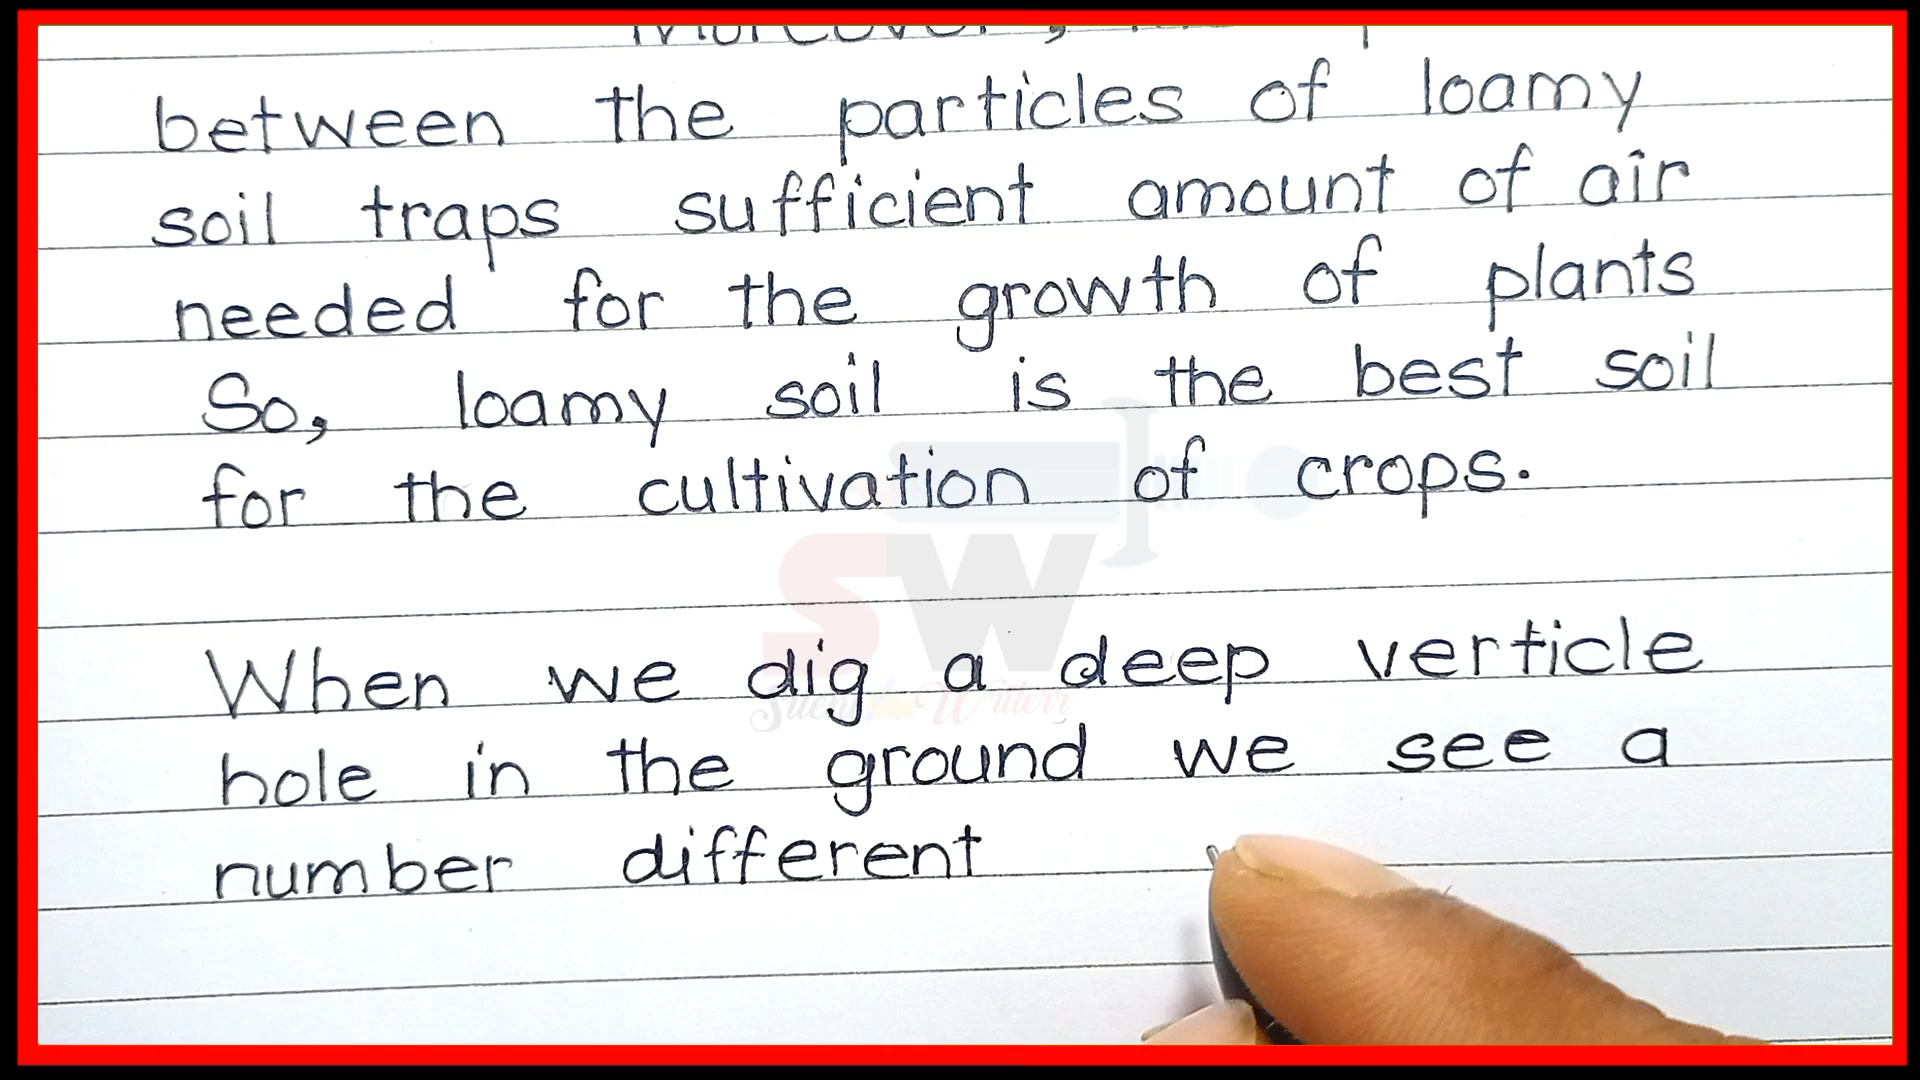 between the particles of loamy
soil traps sufficient amount of air
needed for the growth of plants
So, loamy soil is the best soil
for the cultivation of crops.
SW
When we dig a deep verticle
hole in the ground we see a
number different